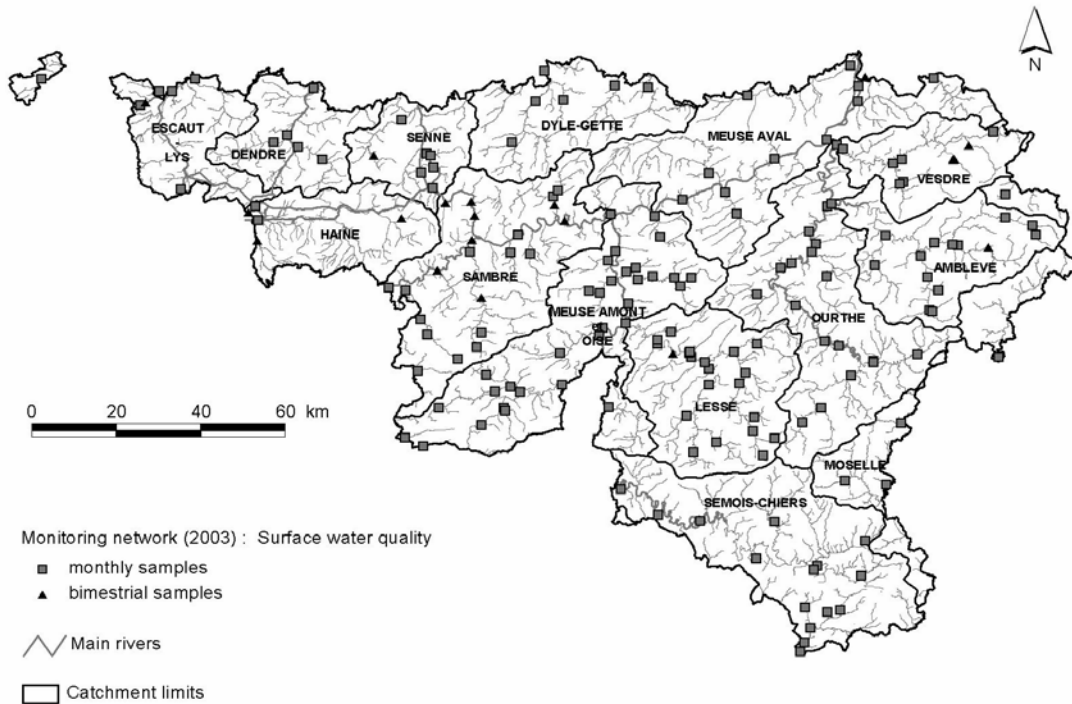 N
ESCAUT
LYS
DENDRE
SENNE
DYLE-GETTE
MEUSE AVAL
VESDRE
HAINE
SAMBRE
AMBLEVE
MEUSE AMONT
OISE
OURTHE
LESSE
MOSELLE
SEMOIS-CHIERS
0 20 40 60 km
Monitoring network (2003) : Surface water quality
monthly samples
bimestrial samples
Main rivers
Catchment limits